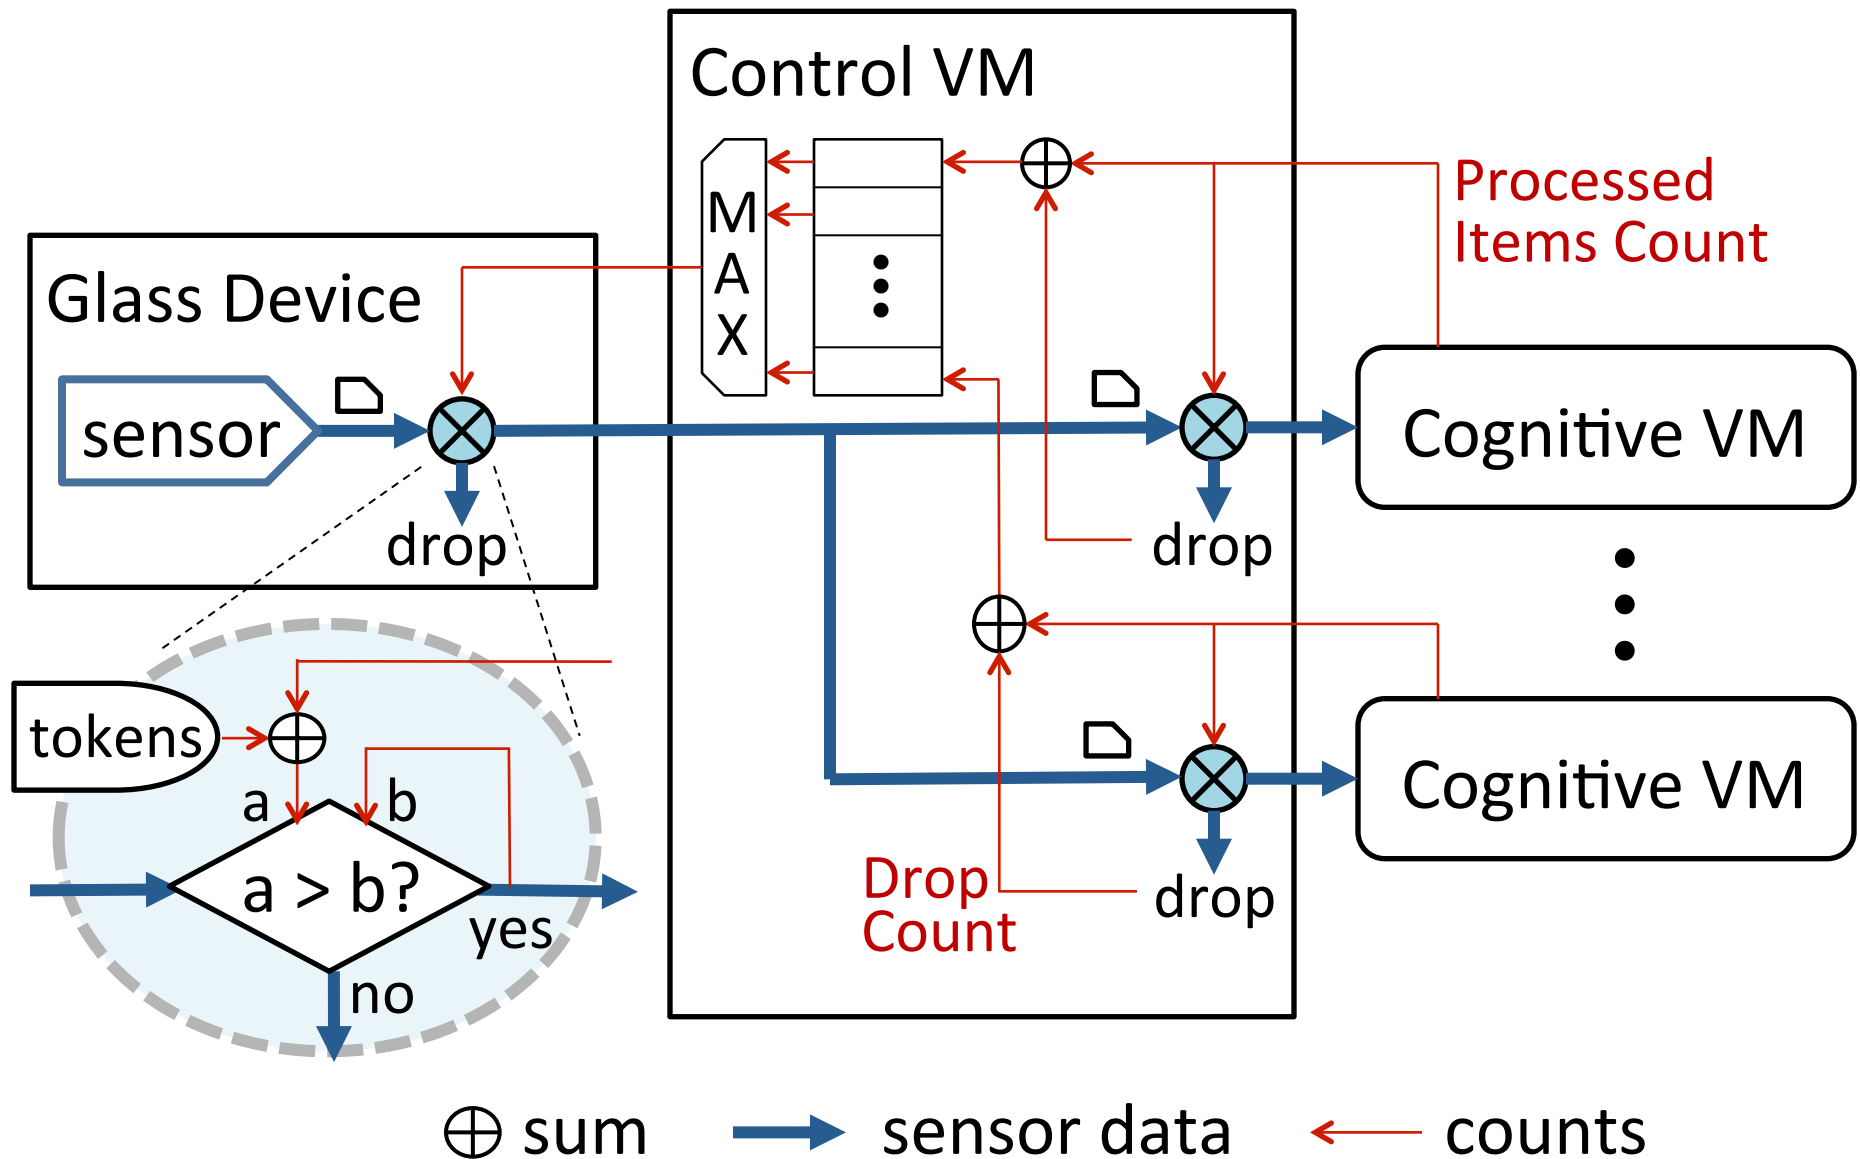 Control VM
M
A
X
Processed
Items Count
Glass Device
sensor
drop
Cognitive VM
drop
tokens
a
b
a > b?
yes
no
Cognitive VM
Drop
Count
drop
sum
sensor data
counts